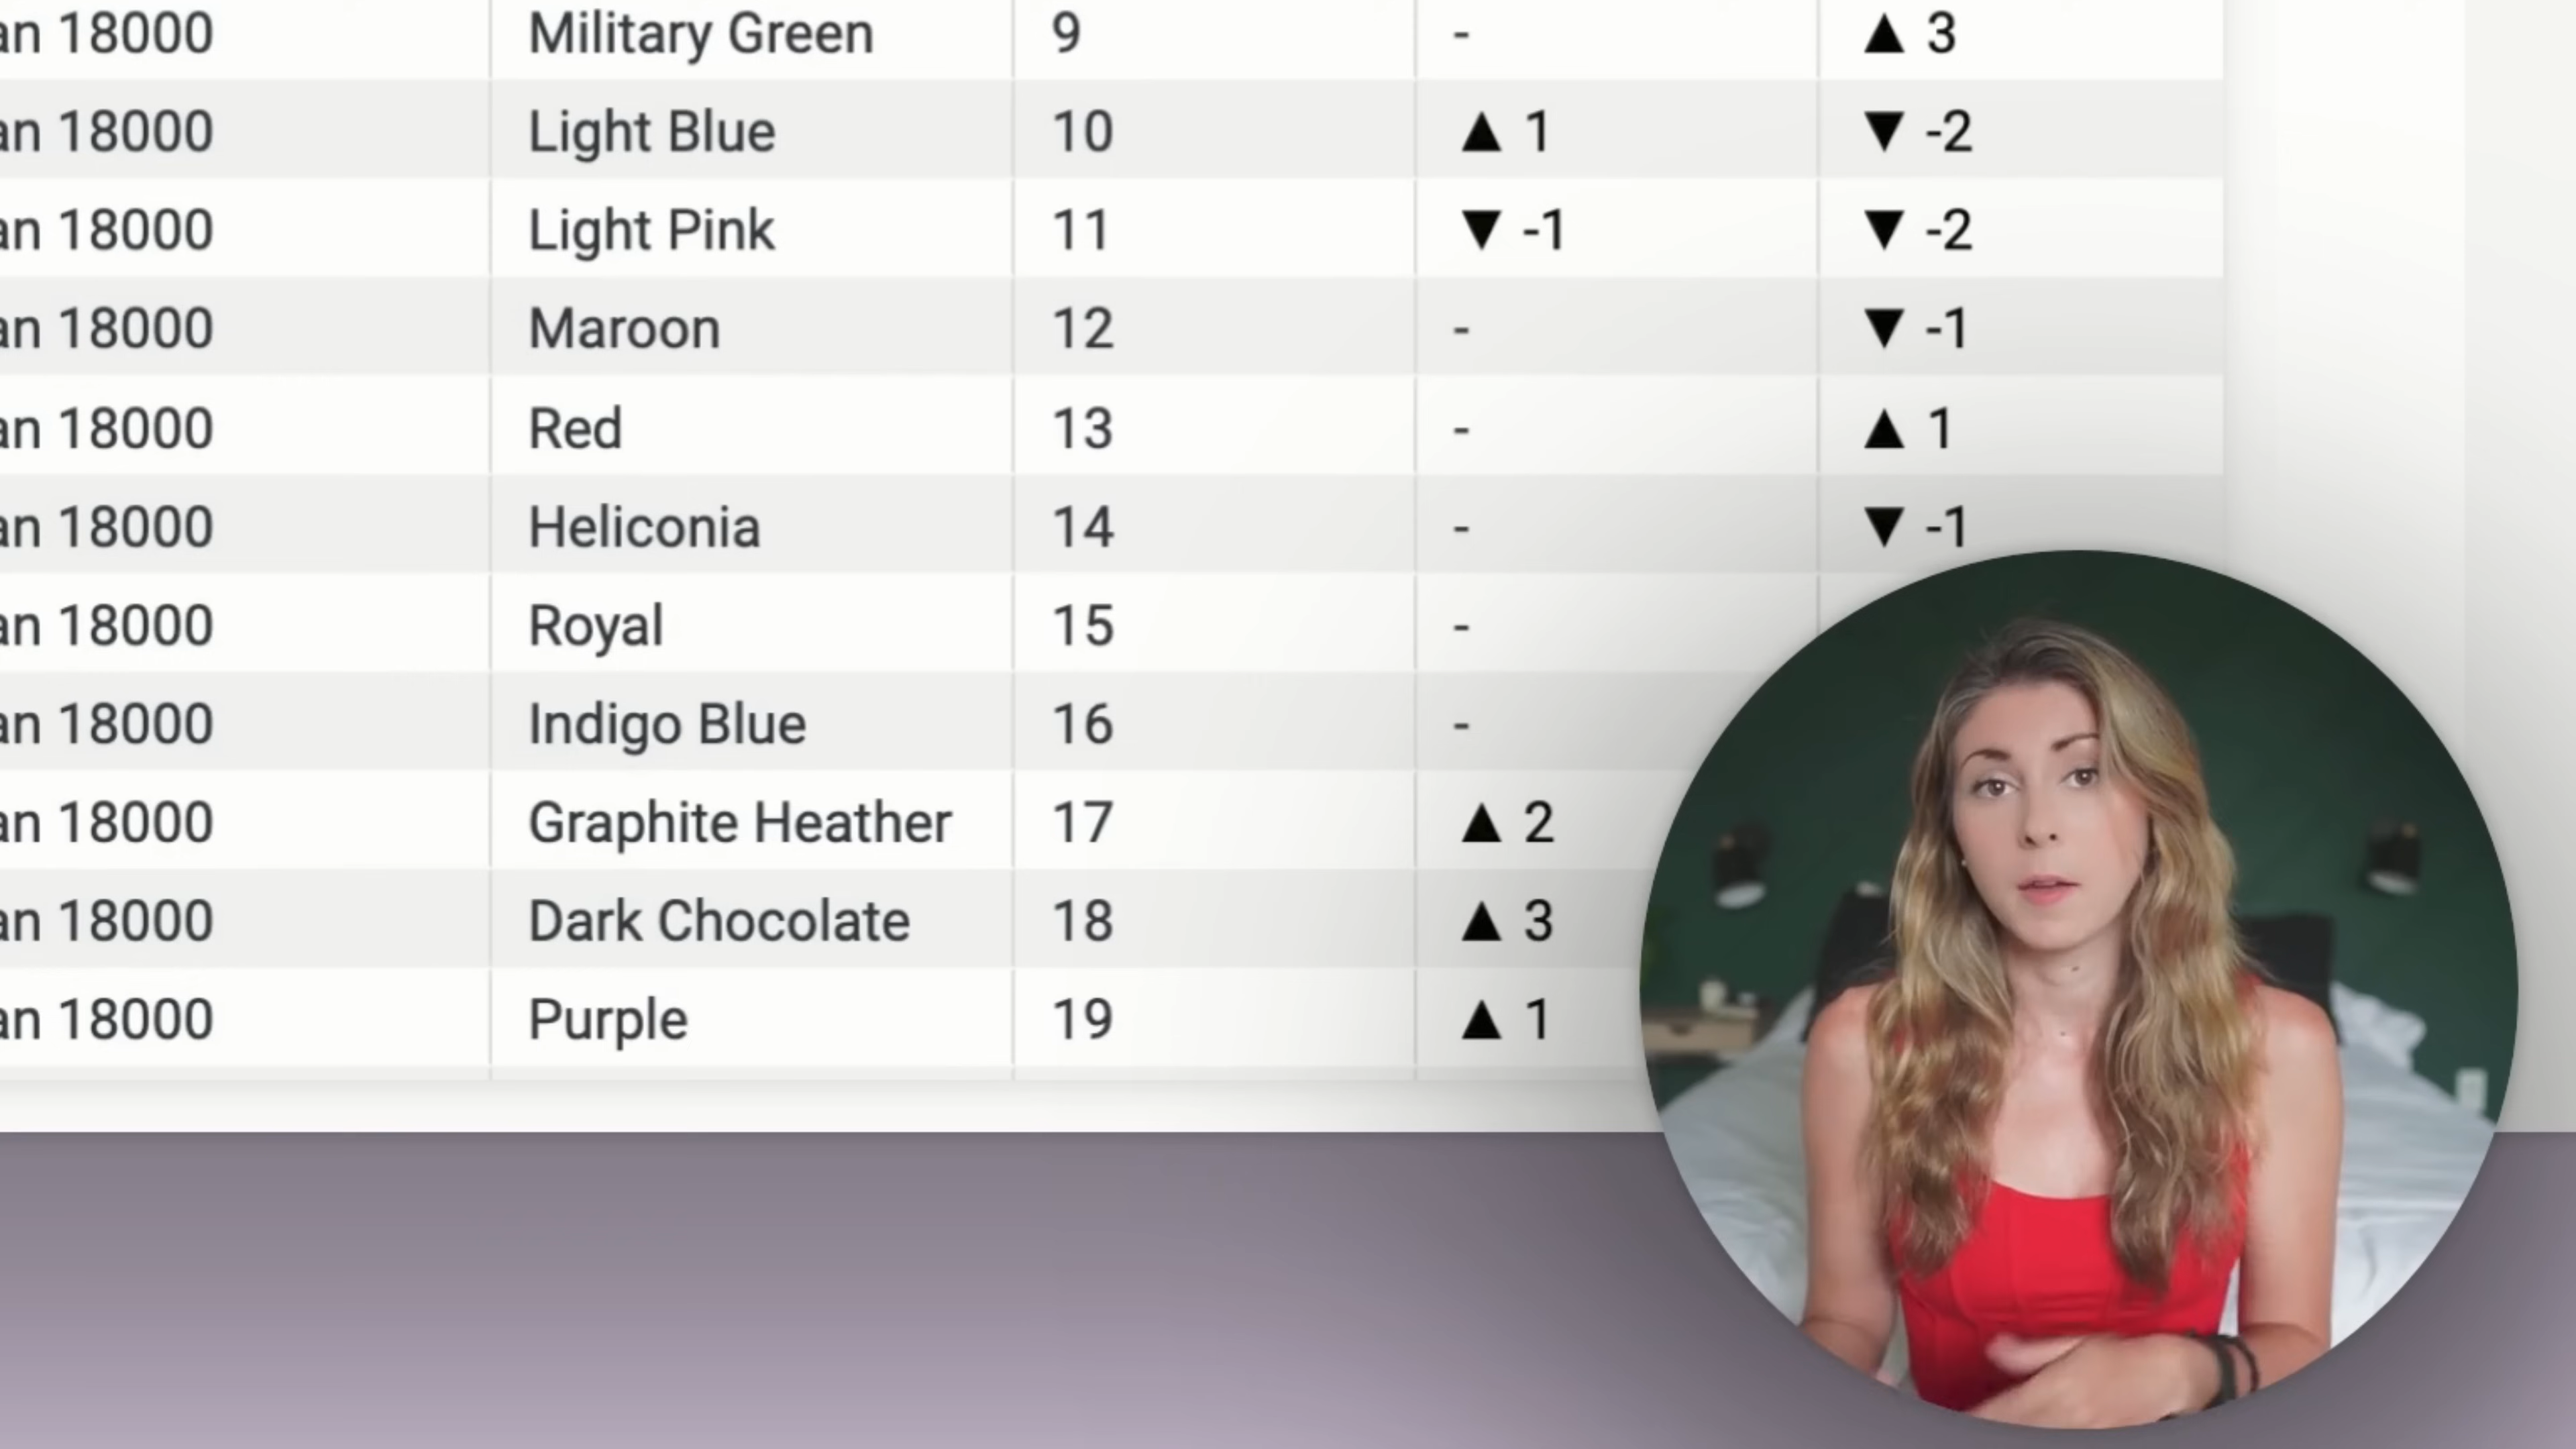 an 18000 Military Green 9 - ▲ 3
an 18000 Light Blue 10 ▲ 1 ▼ -2
an 18000 Light Pink 11 ▼ -1 ▼ -2
an 18000 Maroon 12 - ▼ -1
an 18000 Red 13 - ▲ 1
an 18000 Heliconia 14 - ▼ -1
an 18000 Royal 15 -
an 18000 Indigo Blue 16 -
an 18000 Graphite Heather 17 ▲ 2
an 18000 Dark Chocolate 18 ▲ 3
an 18000 Purple 19 ▲ 1